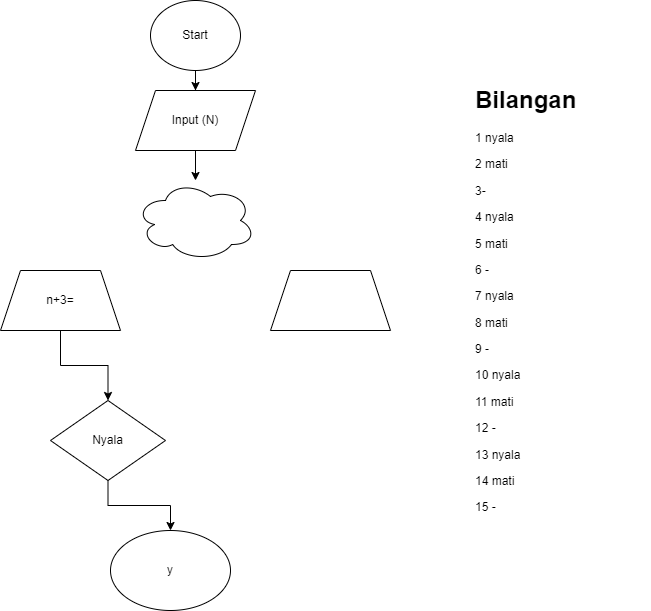 Start
Input (N)
n+3=
Nyala
y
Bilangan
1 nyala
2 mati
3-
4 nyala
5 mati
6 -
7 nyala
8 mati
9 -
10 nyala
11 mati
12 -
13 nyala
14 mati
15 -